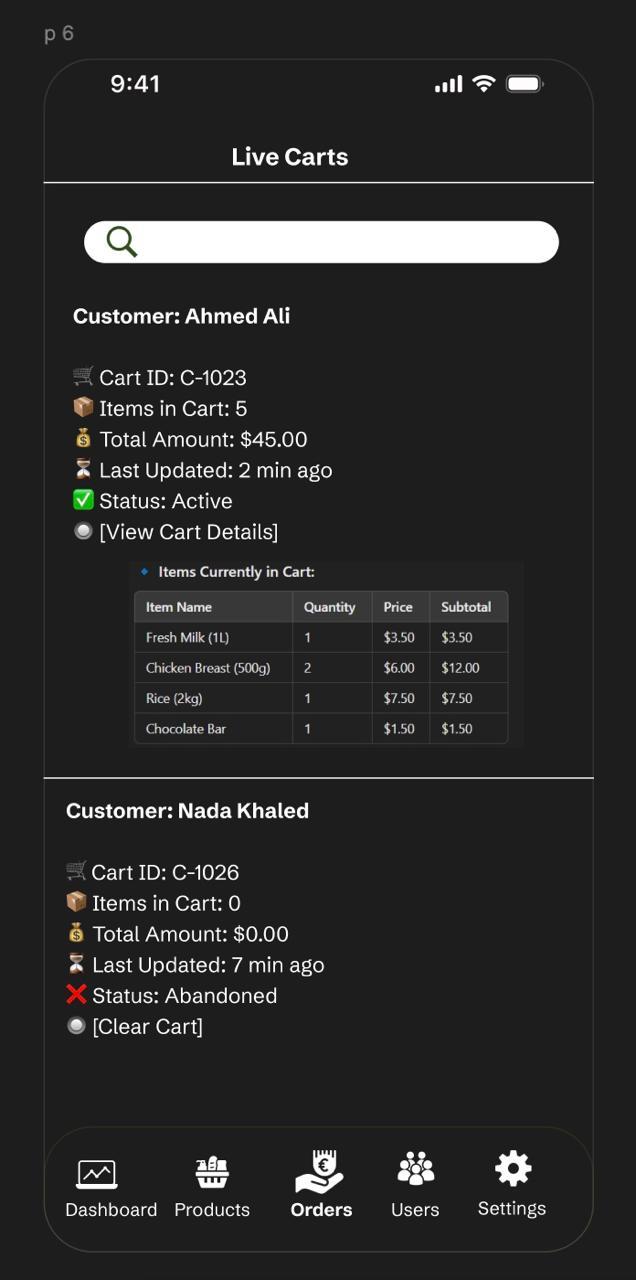 p 6
9:41
Live Carts
Customer: Ahmed Ali
🛒 Cart ID: C-1023
📦 Items in Cart: 5
💰 Total Amount: $45.00
⏳ Last Updated: 2 min ago
✅ Status: Active
🔘 [View Cart Details]
🔹 Items Currently in Cart:
Item Name Quantity Price Subtotal
Fresh Milk (1L) 1 $3.50 $3.50
Chicken Breast (500g) 2 $6.00 $12.00
Rice (2kg) 1 $7.50 $7.50
Chocolate Bar 1 $1.50 $1.50
Customer: Nada Khaled
🛒 Cart ID: C-1026
📦 Items in Cart: 0
💰 Total Amount: $0.00
⏳ Last Updated: 7 min ago
❌ Status: Abandoned
🔘 [Clear Cart]
Dashboard Products Orders Users Settings